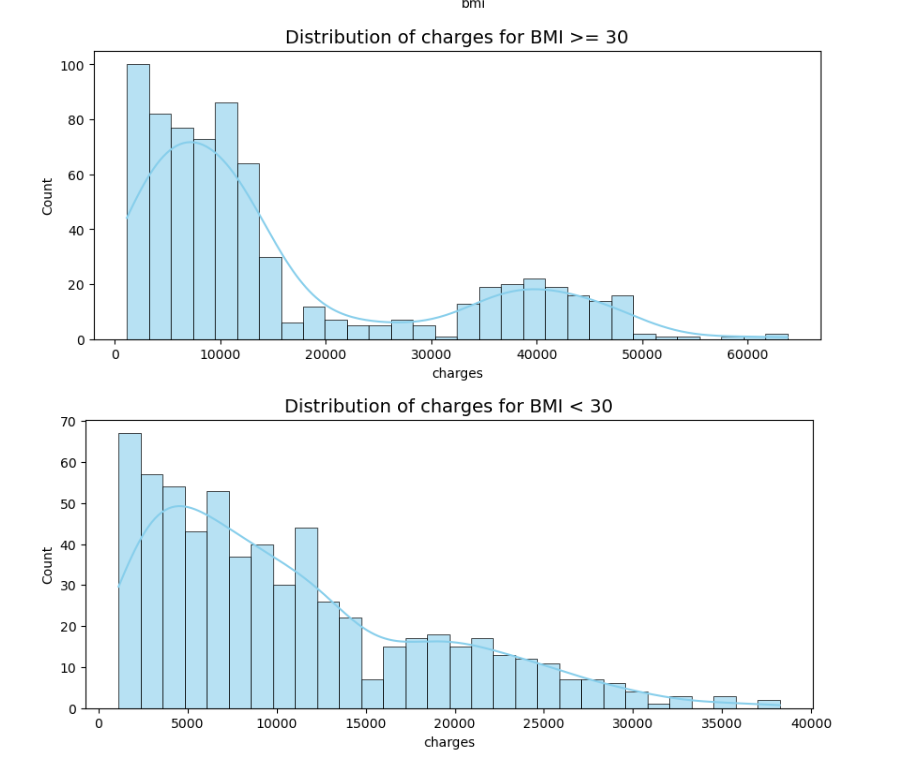 bmi
Distribution of charges for BMI >= 30
100
80
60
40
20
0
Count
0 10000 20000 30000 40000 50000 60000
charges
Distribution of charges for BMI < 30
70
60
50
40
30
20
10
0
Count
0 5000 10000 15000 20000 25000 30000 35000 40000
charges